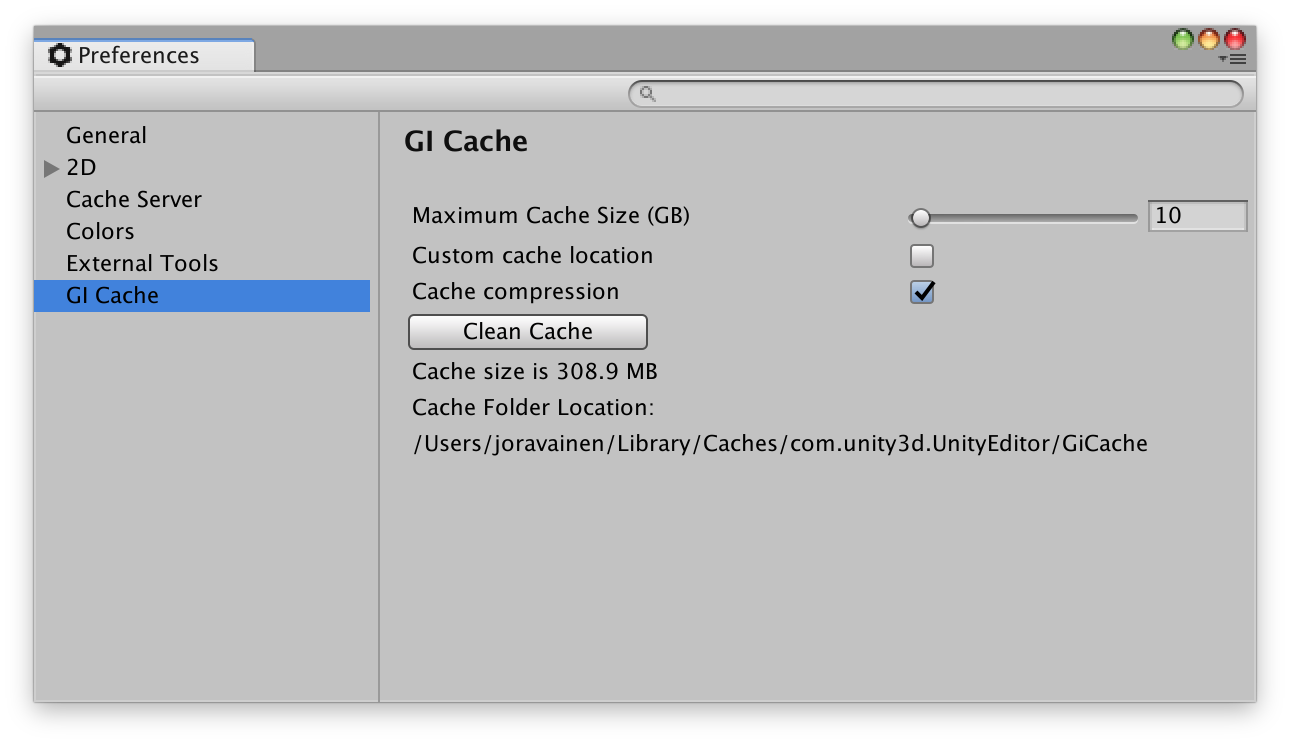 Preferences
General
2D
Cache Server
Colors
External Tools
GI Cache
GI Cache
Maximum Cache Size (GB)
10
Custom cache location
Cache compression
Clean Cache
Cache size is 308.9 MB
Cache Folder Location:
/Users/joravainen/Library/Caches/com.unity3d.UnityEditor/GiCache